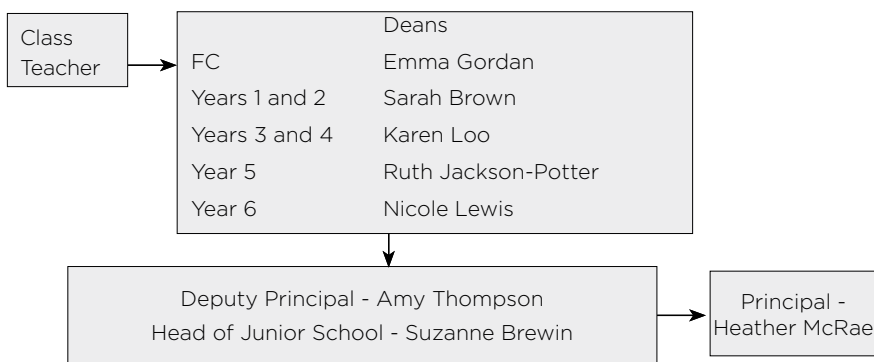 Class
Teacher
Deans
FC Emma Gordan
Years 1 and 2 Sarah Brown
Years 3 and 4 Karen Loo
Year 5 Ruth Jackson-Potter
Year 6 Nicole Lewis
Deputy Principal - Amy Thompson
Head of Junior School - Suzanne Brewin
Principal -
Heather McRae